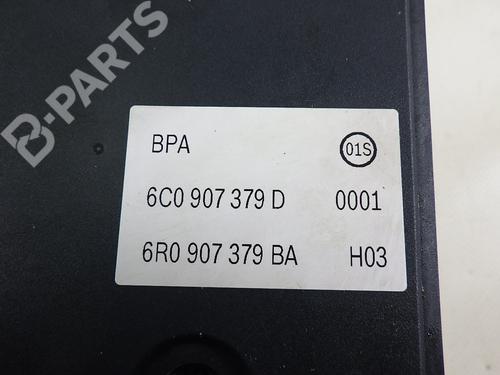 B-PARTS
BPA 01S
6C0 907 379 D 0001
6R0 907 379 BA H03